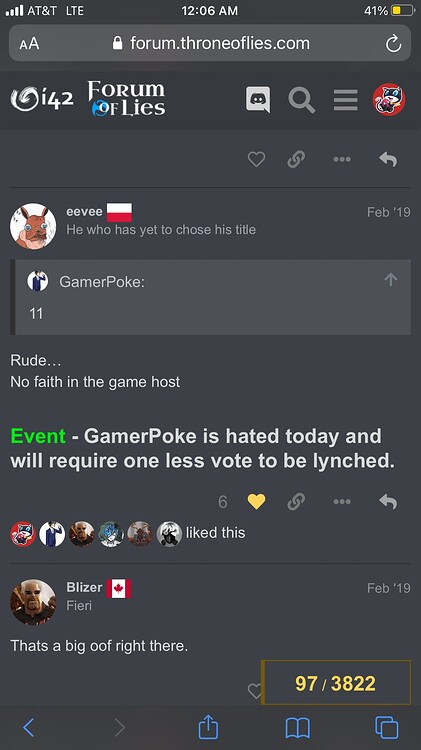 AT&T LTE 12:06 AM 41%
AA forum.throneoflies.com
i42 FORUM OF LIES
eevee Feb '19
He who has yet to chose his title
GamerPoke:
11
Rude…
No faith in the game host
Event - GamerPoke is hated today and
will require one less vote to be lynched.
6
liked this
Blizer Feb '19
Fieri
Thats a big oof right there.
97 / 3822